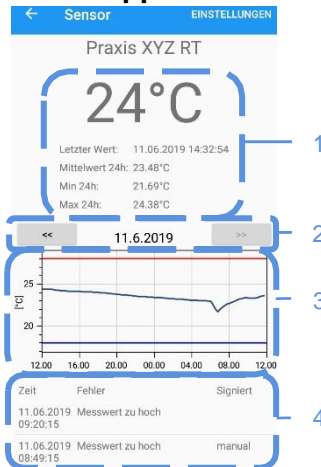 ← Sensor EINSTELLUNGEN
Praxis XYZ RT
24°C
Letzter Wert: 11.06.2019 14:32:54
Mittelwert 24h: 23.48°C
Min 24h: 21.69°C
Max 24h: 24.38°C
1
<< 11.6.2019 >>
2
[°C]
25
20
3
12.00 16.00 20.00 00.00 04.00 08.00 12.00
Zeit Fehler Signiert
11.06.2019 Messwert zu hoch
09:20:15
4
11.06.2019 Messwert zu hoch manual
08:49:15